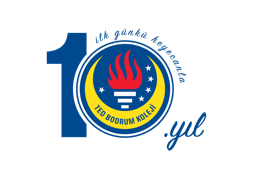 ilk günkü heyecanla
10
TED BODRUM KOLEJİ
.yıl